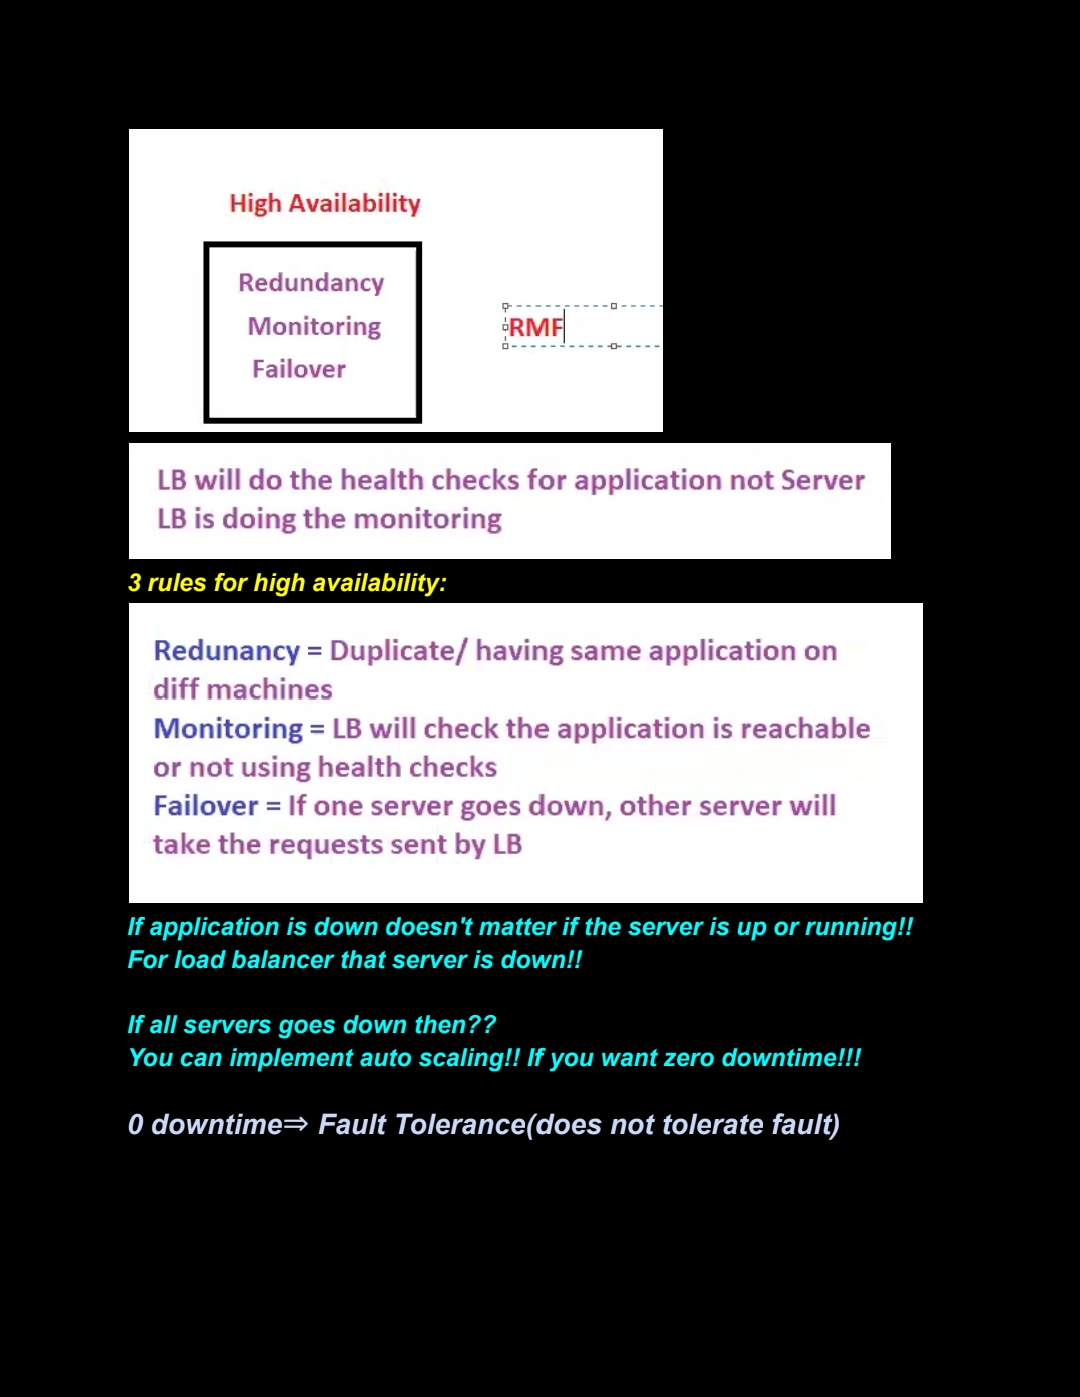 High Availability
Redundancy
Monitoring
Failover
RMF
LB will do the health checks for application not Server
LB is doing the monitoring
3 rules for high availability:
Redunancy = Duplicate/ having same application on
diff machines
Monitoring = LB will check the application is reachable
or not using health checks
Failover = If one server goes down, other server will
take the requests sent by LB
If application is down doesn't matter if the server is up or running!!
For load balancer that server is down!!
If all servers goes down then??
You can implement auto scaling!! If you want zero downtime!!!
0 downtime⇒ Fault Tolerance(does not tolerate fault)